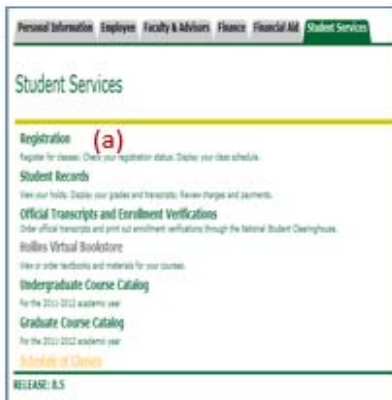 Personal Information Employee Faculty & Advisors Finance Financial Aid Student Services
Student Services
Registration (a)
Register for classes. Check your registration status. Display your class schedule.
Student Records
View your holds. Display your grades and transcripts. Review charges and payments.
Official Transcripts and Enrollment Verifications
Order official transcripts and print out enrollment verifications through the National Student Clearinghouse.
Hollins Virtual Bookstore
View or order textbooks and materials for your courses.
Undergraduate Course Catalog
For the 2011-2012 academic year
Graduate Course Catalog
For the 2011-2012 academic year
Schedule of Classes
RELEASE: 8.5